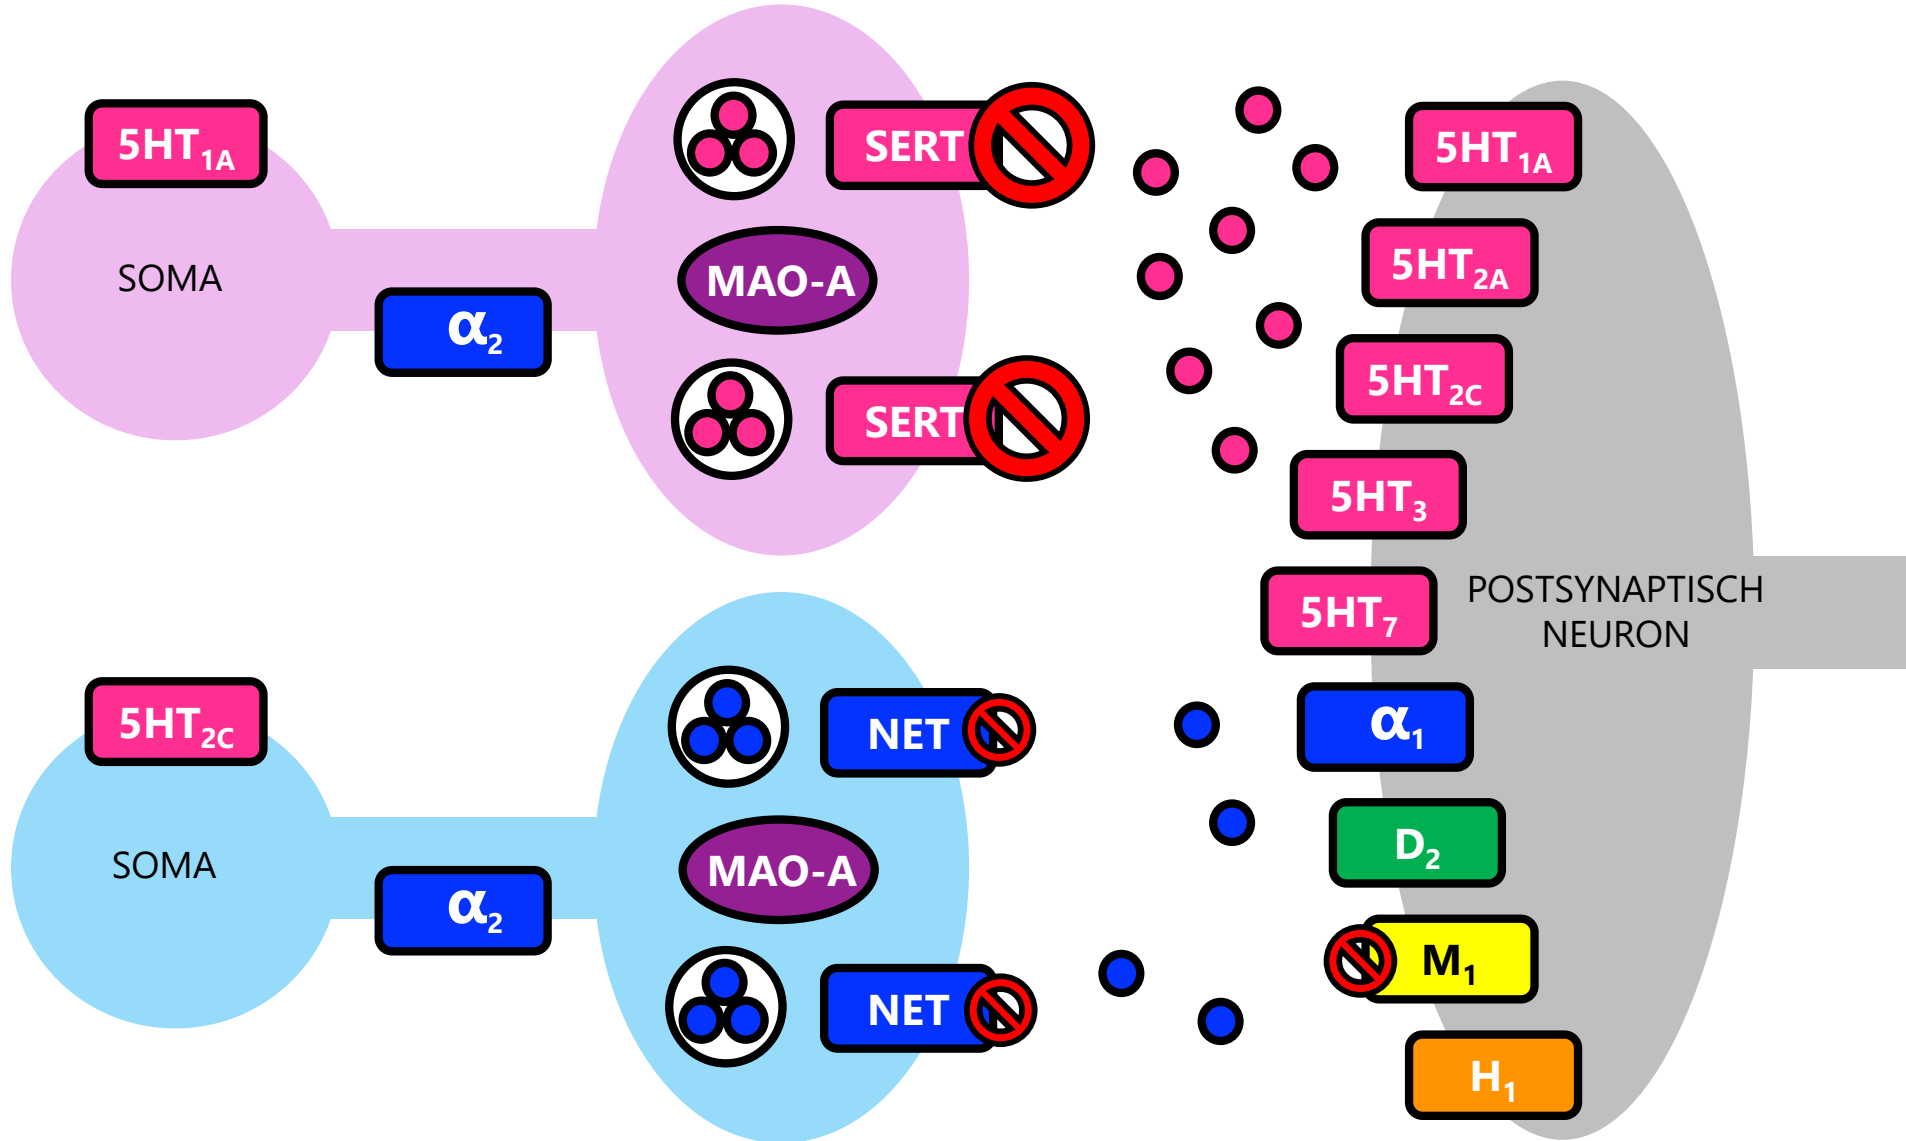 5HT1A
SOMA
α2
SERT
MAO-A
SERT
5HT2C
SOMA
α2
NET
MAO-A
NET
5HT1A
5HT2A
5HT2C
5HT3
5HT7
POSTSYNAPTISCH
NEURON
α1
D2
M1
H1